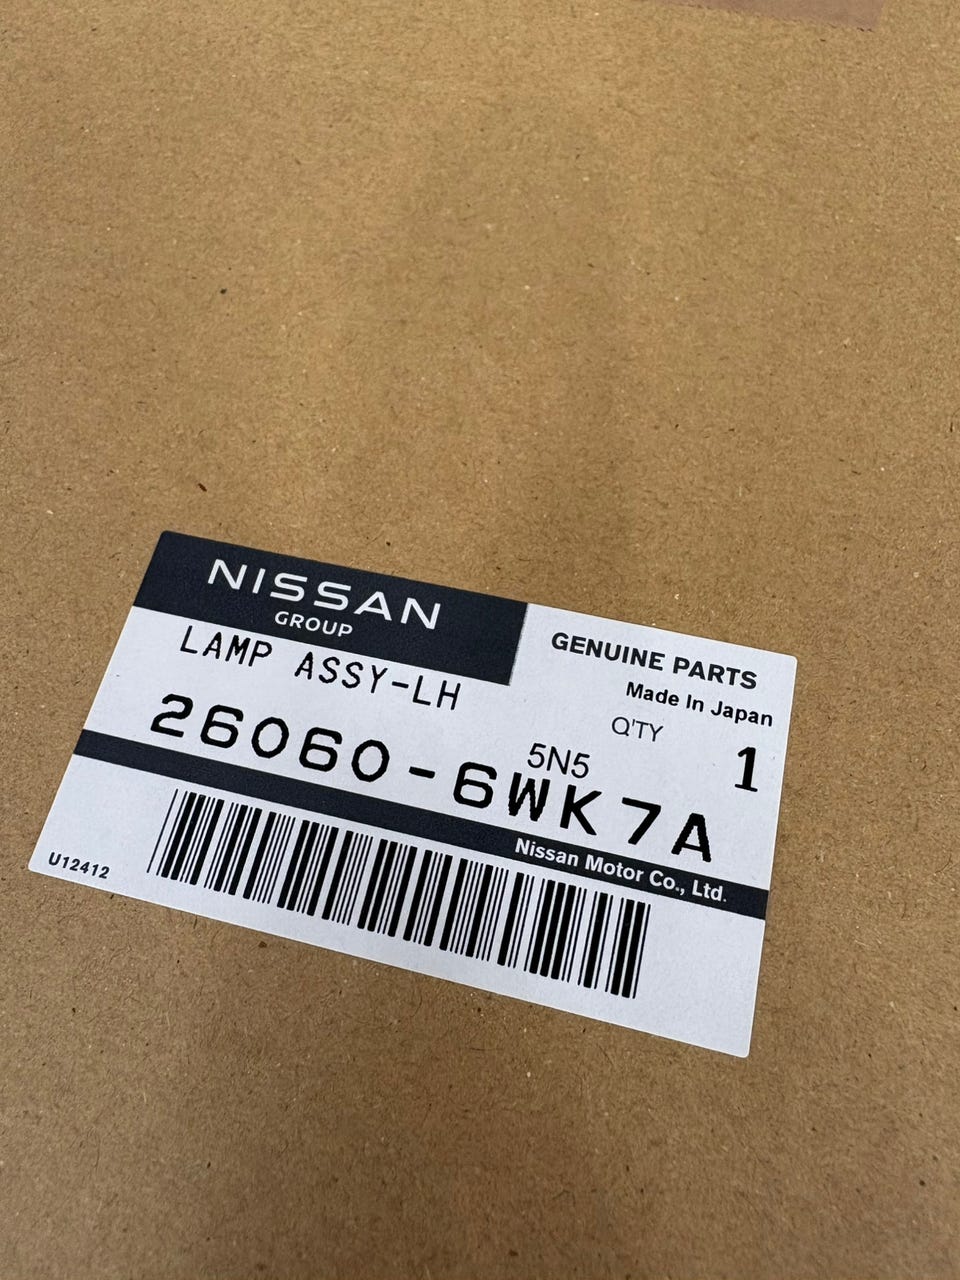 NISSAN
GROUP
GENUINE PARTS
LAMP ASSY-LH
Made In Japan
Q'TY
1
5N5
26060-6WK7A
Nissan Motor Co., Ltd.
U12412